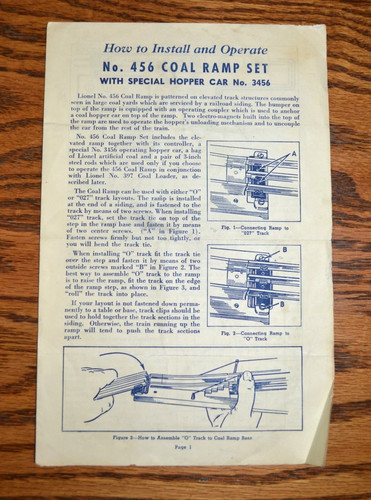 How to Install and Operate
No. 456 COAL RAMP SET
WITH SPECIAL HOPPER CAR No. 3456
Lionel No. 456 Coal Ramp is patterned on elevated track structures commonly
seen in large coal yards which are serviced by a railroad siding. The bumper on
top of the ramp is equipped with an operating coupler which is used to anchor
a coal hopper car on top of the ramp. Two electro-magnets built into the top of
the ramp are used to operate the hopper's unloading mechanism and to uncouple
the car from the rest of the train.
No. 456 Coal Ramp Set includes the ele-
vated ramp together with its controller, a
special No. 3456 operating hopper car, a bag
of Lionel artificial coal and a pair of 3-inch
steel rods which are used only if you choose
to operate the 456 Coal Ramp in conjunction
with Lionel No. 397 Coal Loader, as de-
scribed later.
The Coal Ramp can be used with either "O"
or "027" track layouts. The ramp is installed
at the end of a siding, and is fastened to the
track by means of two screws. When installing
"027" track, set the track tie on top of the
step in the ramp base and fasten it by means
of two center screws. ("A" in Figure 1).
Fasten screws firmly but not too tightly, or
you will bend the track tie.
When installing "O" track fit the track tie
over the step and fasten it by means of two
outside screws marked "B" in Figure 2. The
best way to assemble "O" track to the ramp
is to raise the ramp, fit the track on the edge
of the ramp step, as shown in Figure 3, and
"roll" the track into place.
If your layout is not fastened down perma-
nently to a table or base, track clips should be
used to hold together the track sections in the
siding. Otherwise, the train running up the
ramp will tend to push the track sections
apart.
A
Fig. 1—Connecting Ramp to
"027" Track
B
B
Fig. 2—Connecting Ramp to
"O" Track
Figure 3—How to Assemble "O" Track to Coal Ramp Base
Page 1